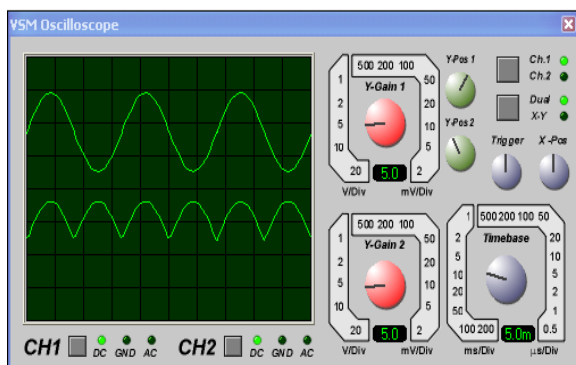 VSM Oscilloscope
500 200 100
1
2
5
10
20
50
20
10
5
2
Y-Gain 1
5.0
V/Div
mV/Div
Y-Pos 1
Y-Pos 2
Ch.1
Ch.2
Dual
X-Y
Trigger
X-Pos
500 200 100
1
2
5
10
20
50
20
10
5
2
Y-Gain 2
5.0
V/Div
mV/Div
500 200 100 50
1
2
5
10
20
50
100 200
20
10
5
2
1
0.5
Timebase
5.0m
ms/Div
µs/Div
CH1 DC GND AC
CH2 DC GND AC